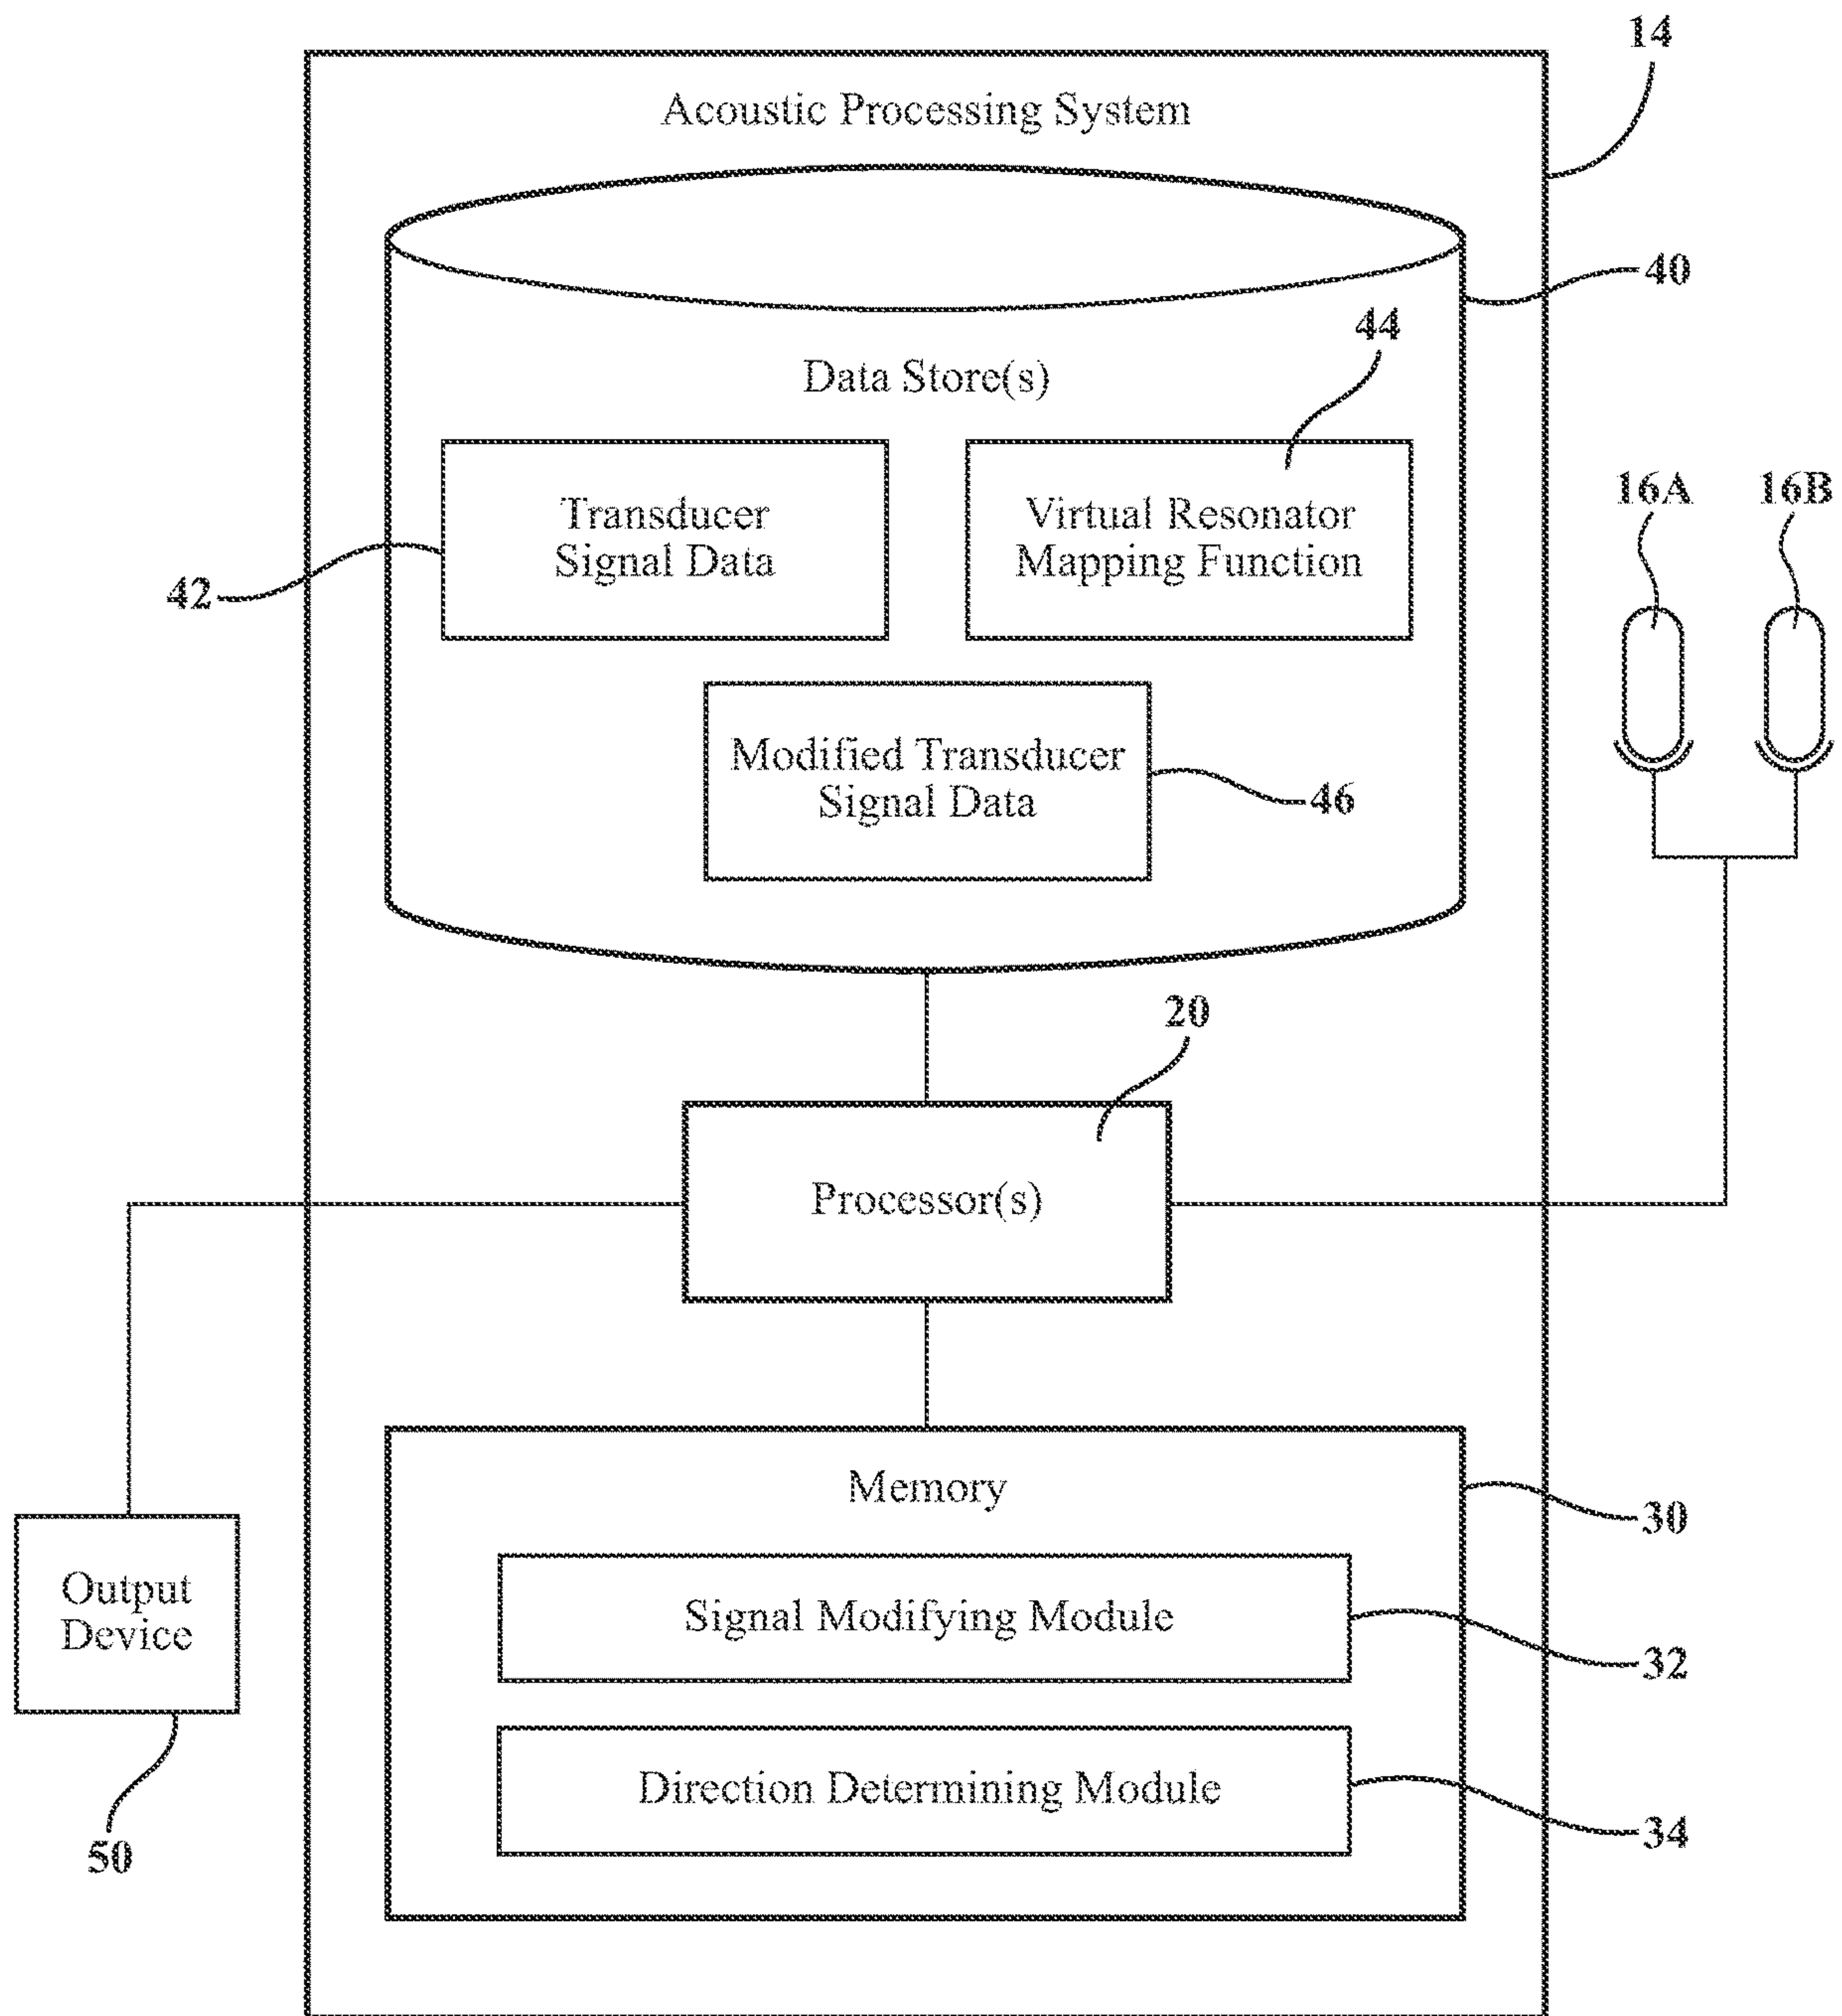 14
Acoustic Processing System
40
44
Data Store(s)
16A
16B
Transducer
Signal Data
Virtual Resonator
Mapping Function
42
Modified Transducer
Signal Data
46
20
Processor(s)
Memory
30
Output
Device
Signal Modifying Module
32
Direction Determining Module
34
50